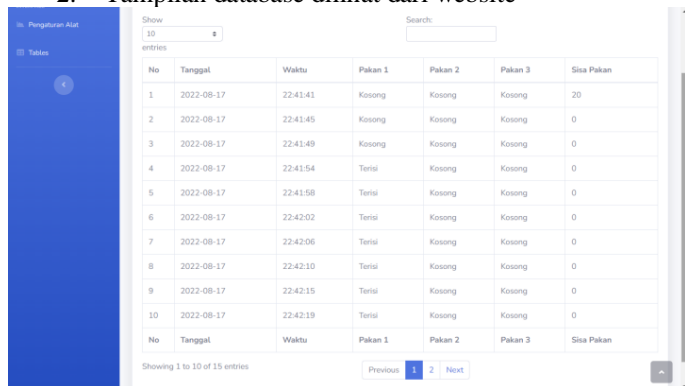 2. Tampilan database dilihat dari website
Pengaturan Alat
Tables
Show
10
entries
Search:
No Tanggal Waktu Pakan 1 Pakan 2 Pakan 3 Sisa Pakan
1 2022-08-17 22:41:41 Kosong Kosong Kosong 20
2 2022-08-17 22:41:45 Kosong Kosong Kosong 0
3 2022-08-17 22:41:49 Kosong Kosong Kosong 0
4 2022-08-17 22:41:54 Terisi Kosong Kosong 0
5 2022-08-17 22:41:58 Terisi Kosong Kosong 0
6 2022-08-17 22:42:02 Terisi Kosong Kosong 0
7 2022-08-17 22:42:06 Terisi Kosong Kosong 0
8 2022-08-17 22:42:10 Terisi Kosong Kosong 0
9 2022-08-17 22:42:15 Terisi Kosong Kosong 0
10 2022-08-17 22:42:19 Terisi Kosong Kosong 0
No Tanggal Waktu Pakan 1 Pakan 2 Pakan 3 Sisa Pakan
Showing 1 to 10 of 15 entries
Previous 1 2 Next